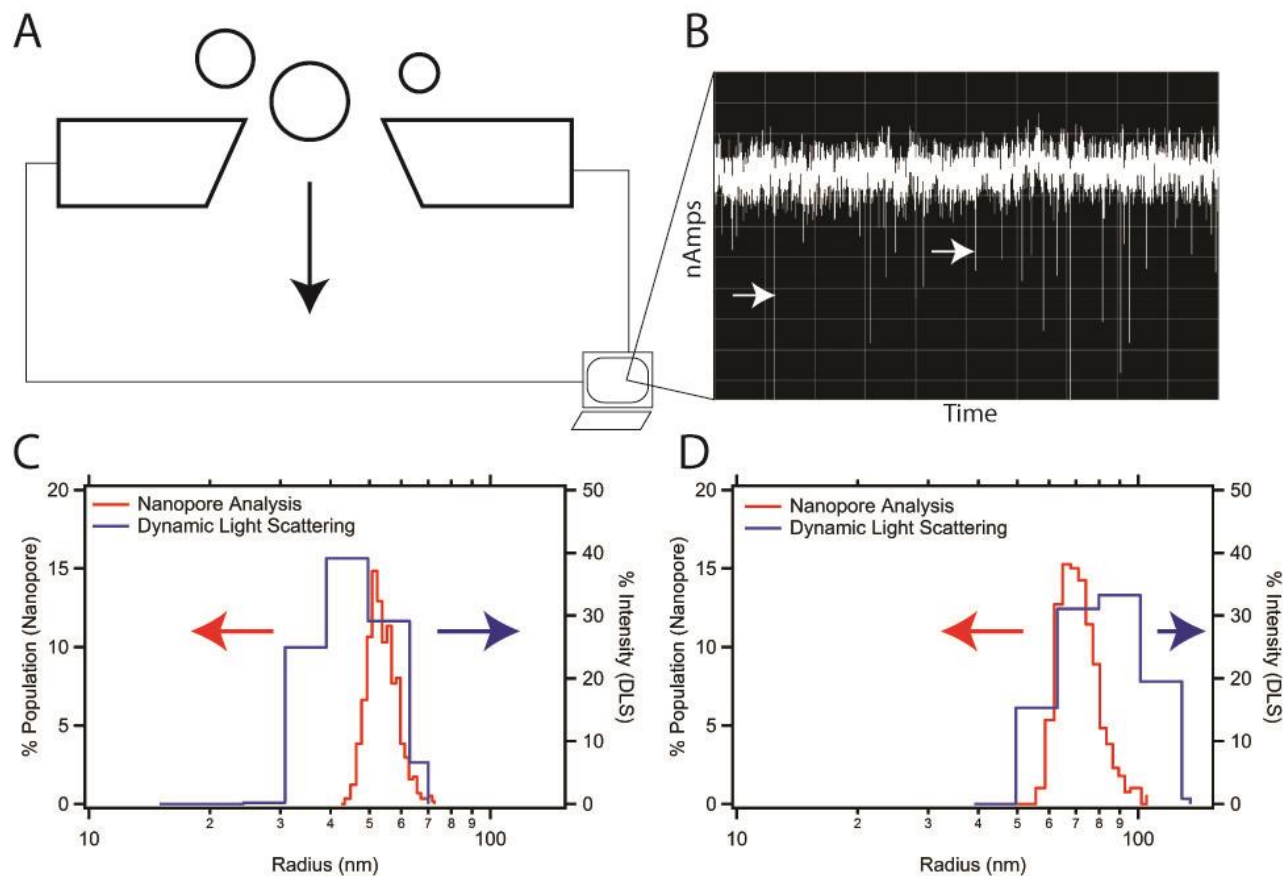 A
B
nAmps
Time
C
D
20
15
10
5
0
% Population (Nanopore)
Nanopore Analysis
Dynamic Light Scattering
50
40
30
20
10
0
% Intensity (DLS)
10 2 3 4 5 6 7 8 9 100
Radius (nm)
20
15
10
5
0
% Population (Nanopore)
Nanopore Analysis
Dynamic Light Scattering
50
40
30
20
10
0
% Intensity (DLS)
10 2 3 4 5 6 7 8 9 100
Radius (nm)